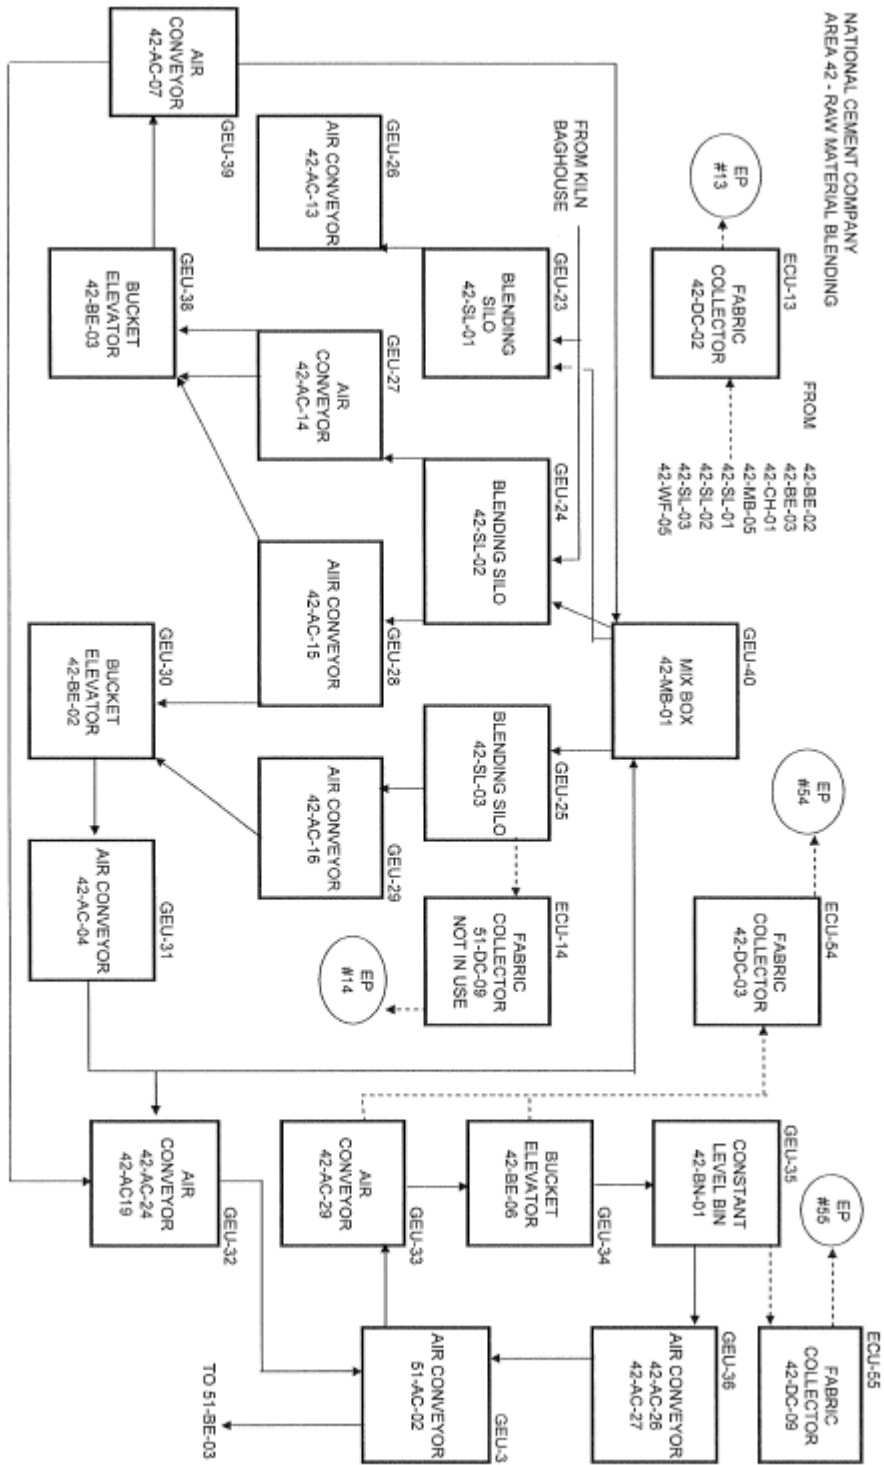 NATIONAL CEMENT COMPANY
AREA 42 - RAW MATERIAL BLENDING
ECU-13
FABRIC
COLLECTOR
42-DC-02
EP
#13
FROM
42-BE-02
42-BE-03
42-CH-01
42-MB-05
42-SL-01
42-SL-02
42-SL-03
42-WF-05
GEU-40
MIX BOX
42-MB-01
EP
#54
ECU-54
FABRIC
COLLECTOR
42-DC-03
EP
#55
ECU-55
FABRIC
COLLECTOR
42-DC-09
GEU-35
CONSTANT
LEVEL BIN
42-BN-01
GEU-36
AIR CONVEYOR
42-AC-26
42-AC-27
FROM KILN
BAGHOUSE
GEU-23
BLENDING
SILO
42-SL-01
GEU-24
BLENDING SILO
42-SL-02
GEU-25
BLENDING SILO
42-SL-03
ECU-14
FABRIC
COLLECTOR
51-DC-09
NOT IN USE
EP
#14
GEU-34
BUCKET
ELEVATOR
42-BE-06
GEU-3
AIR CONVEYOR
51-AC-02
GEU-26
AIR CONVEYOR
42-AC-13
GEU-27
AIR
CONVEYOR
42-AC-14
GEU-28
AIIR CONVEYOR
42-AC-15
GEU-29
AIR CONVEYOR
42-AC-16
GEU-33
AIR
CONVEYOR
42-AC-29
GEU-39
AIR
CONVEYOR
42-AC-07
GEU-38
BUCKET
ELEVATOR
42-BE-03
GEU-30
BUCKET
ELEVATOR
42-BE-02
GEU-31
AIR CONVEYOR
42-AC-04
GEU-32
AIR
CONVEYOR
42-AC-24
42-AC19
TO 51-BE-03